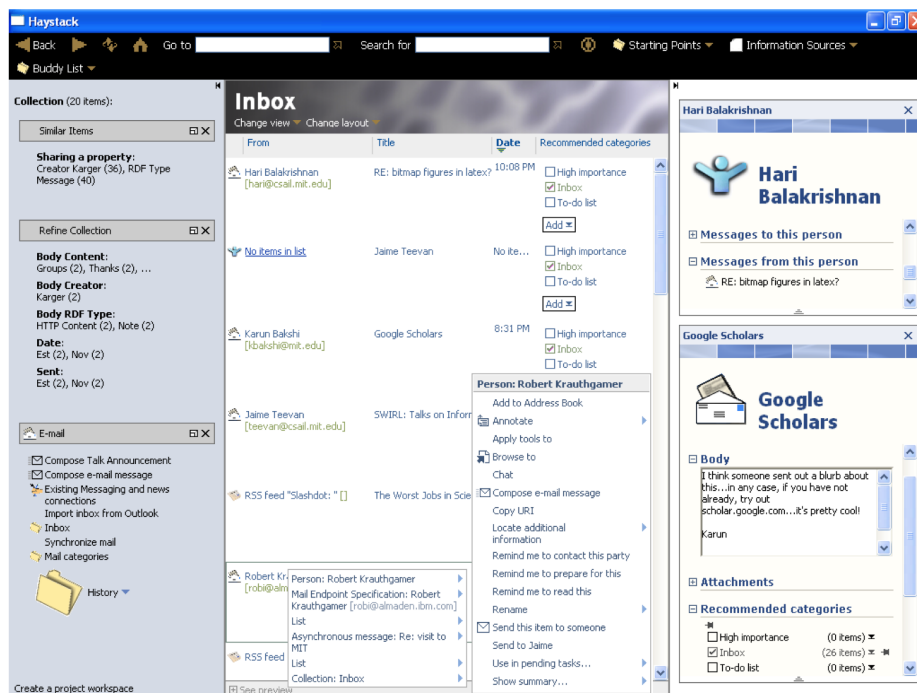 Haystack
Back
Go to
Search for
Starting Points
Information Sources
Buddy List
Collection (20 items):
Similar Items
Sharing a property:
Creator Karger (36), RDF Type
Message (40)
Refine Collection
Body Content:
Groups (2), Thanks (2), ...
Body Creator:
Karger (2)
Body RDF Type:
HTTP Content (2), Note (2)
Date:
Est (2), Nov (2)
Sent:
Est (2), Nov (2)
E-mail
Compose Talk Announcement
Compose e-mail message
Existing Messaging and news
connections
Import inbox from Outlook
Inbox
Synchronize mail
Mail categories
History
Create a project workspace
Inbox
Change view Change layout
From Title Date Recommended categories
Hari Balakrishnan RE: bitmap figures in latex? 10:08 PM
[hari@csail.mit.edu]
High importance
Inbox
To-do list
Add
No items in list Jaime Teevan No ite...
High importance
Inbox
To-do list
Add
Karun Bakshi Google Scholars 8:31 PM
[kbakshi@mit.edu]
High importance
Inbox
To-do list
Jaime Teevan SWIRL: Talks on Inforr
[teevan@csail.mit.edu]
RSS feed "Slashdot: " [] The Worst Jobs in Scie
Robert Kr
[robi@alm
RSS feed
See preview
Person: Robert Krauthgamer
Mail Endpoint Specification: Robert
Krauthgamer [robi@almaden.ibm.com]
List
Asynchronous message: Re: visit to
MIT
List
Collection: Inbox
Person: Robert Krauthgamer
Add to Address Book
Annotate
Apply tools to
Browse to
Chat
Compose e-mail message
Copy URI
Locate additional
information
Remind me to contact this party
Remind me to prepare for this
Remind me to read this
Rename
Send this item to someone
Send to Jaime
Use in pending tasks...
Show summary...
Hari Balakrishnan
Hari
Balakrishnan
Messages to this person
Messages from this person
RE: bitmap figures in latex?
Google Scholars
Google
Scholars
Body
I think someone sent out a blurb about
this...in any case, if you have not
already, try out
scholar.google.com...it's pretty cool!
Karun
Attachments
Recommended categories
High importance (0 items)
Inbox (26 items)
To-do list (0 items)